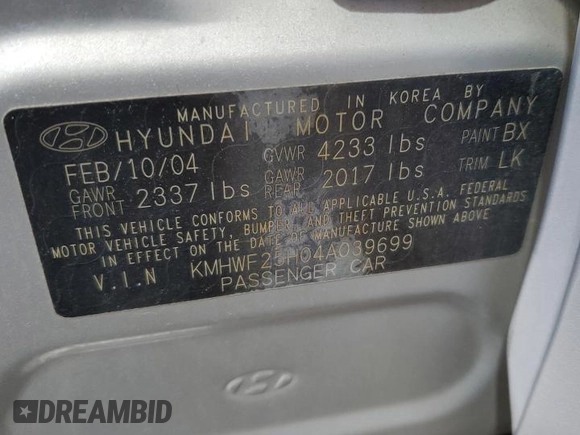 MANUFACTURED IN KOREA BY
HYUNDAI MOTOR COMPANY
FEB/10/04 GVWR 4233 lbs PAINT BX
GAWR FRONT 2337 lbs GAWR REAR 2017 lbs TRIM LK
THIS VEHICLE CONFORMS TO ALL APPLICABLE U.S.A. FEDERAL
MOTOR VEHICLE SAFETY, BUMPER, AND THEFT PREVENTION STANDARDS
IN EFFECT ON THE DATE OF MANUFACTURE SHOWN ABOVE
V.I.N KMHWF25H04A039699
PASSENGER CAR
DREAMBID